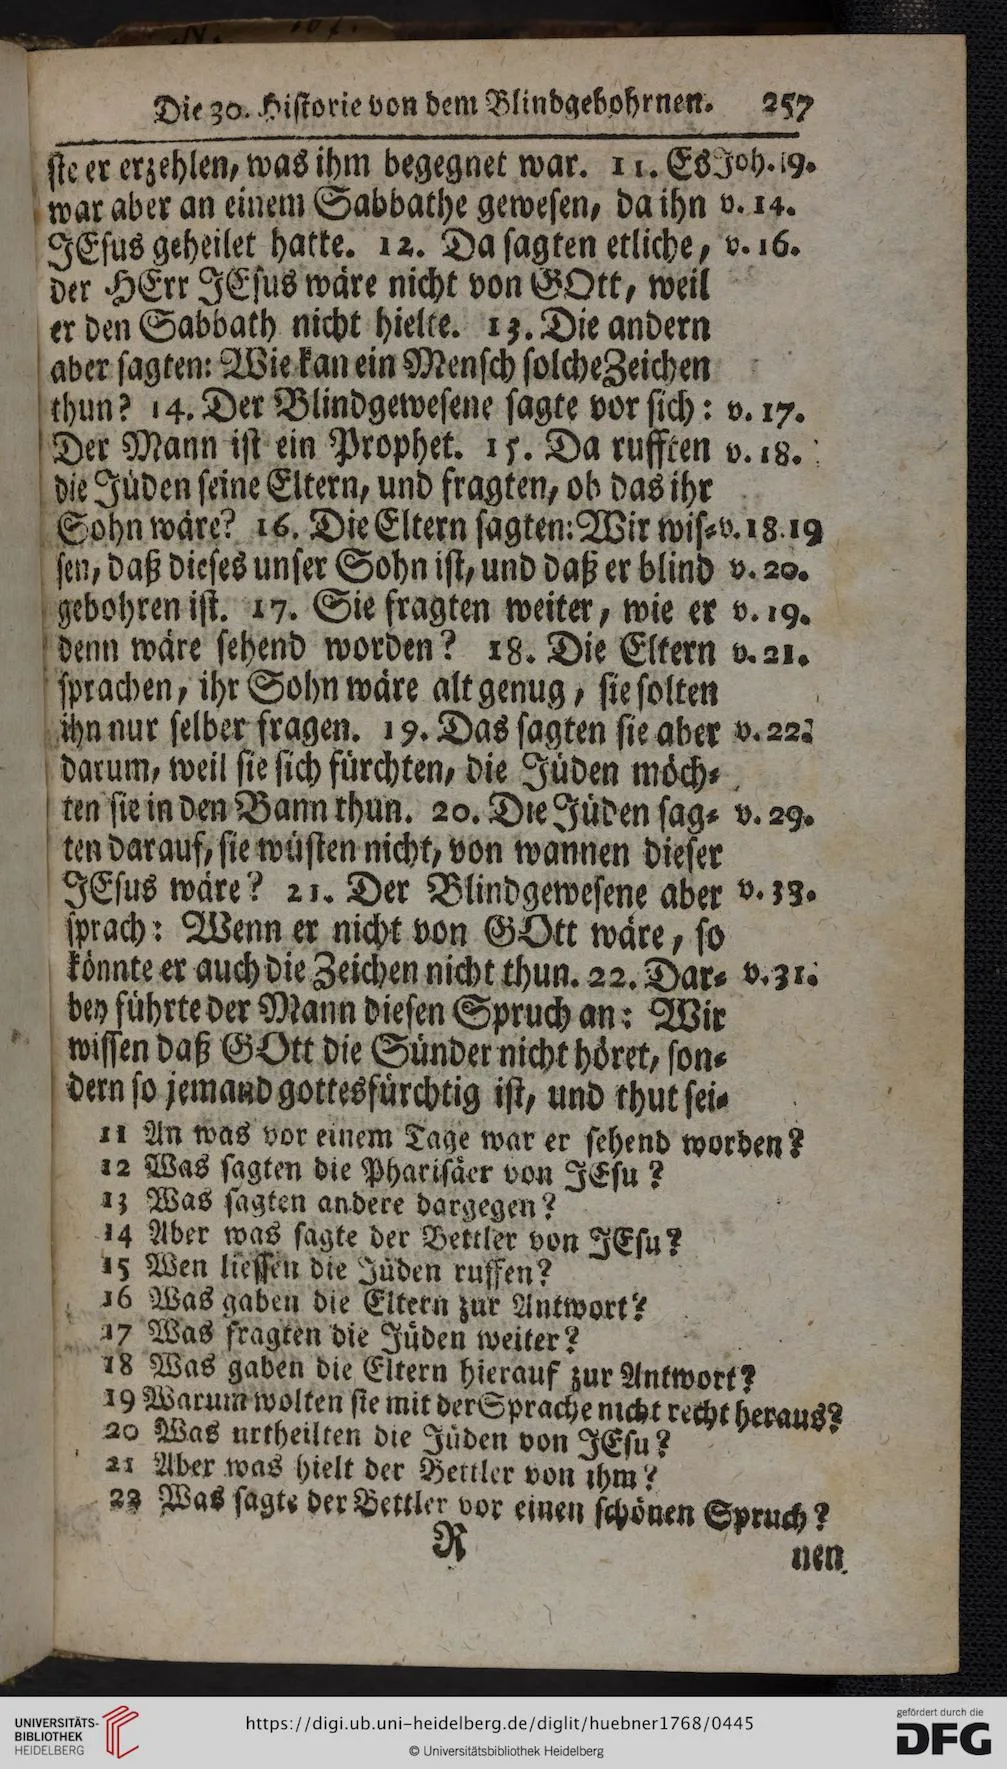 Die 30. Historie von dem Blindgebohrnen. 257
ste er erzehlen, was ihm begegnet war. 11. Es Joh. 9.
war aber an einem Sabbathe gewesen, da ihn v. 14.
JEsus geheilet hatte. 12. Da sagten etliche, v. 16.
der HErr JEsus wäre nicht von GOtt, weil
er den Sabbath nicht hielte. 13. Die andern
aber sagten: Wie kan ein Mensch solche Zeichen
thun? 14. Der Blindgewesene sagte vor sich: v. 17.
Der Mann ist ein Prophet. 15. Da rufften v. 18.
die Jüden seine Eltern, und fragten, ob das ihr
Sohn wäre? 16. Die Eltern sagten: Wir wis= v. 18.19
sen, daß dieses unser Sohn ist, und daß er blind v. 20.
gebohren ist. 17. Sie fragten weiter, wie er v. 19.
denn wäre sehend worden? 18. Die Eltern v. 21.
sprachen, ihr Sohn wäre alt genug, sie solten
ihn nur selber fragen. 19. Das sagten sie aber v. 22.
darum, weil sie sich fürchten, die Jüden möch=
ten sie in den Bann thun. 20. Die Jüden sag= v. 29.
ten darauf, sie wüsten nicht, von wannen dieser
JEsus wäre? 21. Der Blindgewesene aber v. 33.
sprach: Wenn er nicht von GOtt wäre, so
könnte er auch die Zeichen nicht thun. 22. Dar= v. 31.
bey führte der Mann diesen Spruch an: Wir
wissen daß GOtt die Sünder nicht höret, son=
dern so jemand gottesfürchtig ist, und thut sei=
11 An was vor einem Tage war er sehend worden?
12 Was sagten die Pharisäer von JEsu?
13 Was sagten andere dargegen?
14 Aber was sagte der Bettler von JEsu?
15 Wen liessen die Jüden ruffen?
16 Was gaben die Eltern zur Antwort?
17 Was fragten die Jüden weiter?
18 Was gaben die Eltern hierauf zur Antwort?
19 Warum wolten sie mit der Sprache nicht recht heraus?
20 Was urtheilten die Jüden von JEsu?
21 Aber was hielt der Bettler von ihm?
22 Was sagte der Bettler vor einen schönen Spruch?
R
nen
UNIVERSITÄTS-
BIBLIOTHEK
HEIDELBERG
https://digi.ub.uni-heidelberg.de/diglit/huebner1768/0445
© Universitätsbibliothek Heidelberg
gefördert durch die
DFG